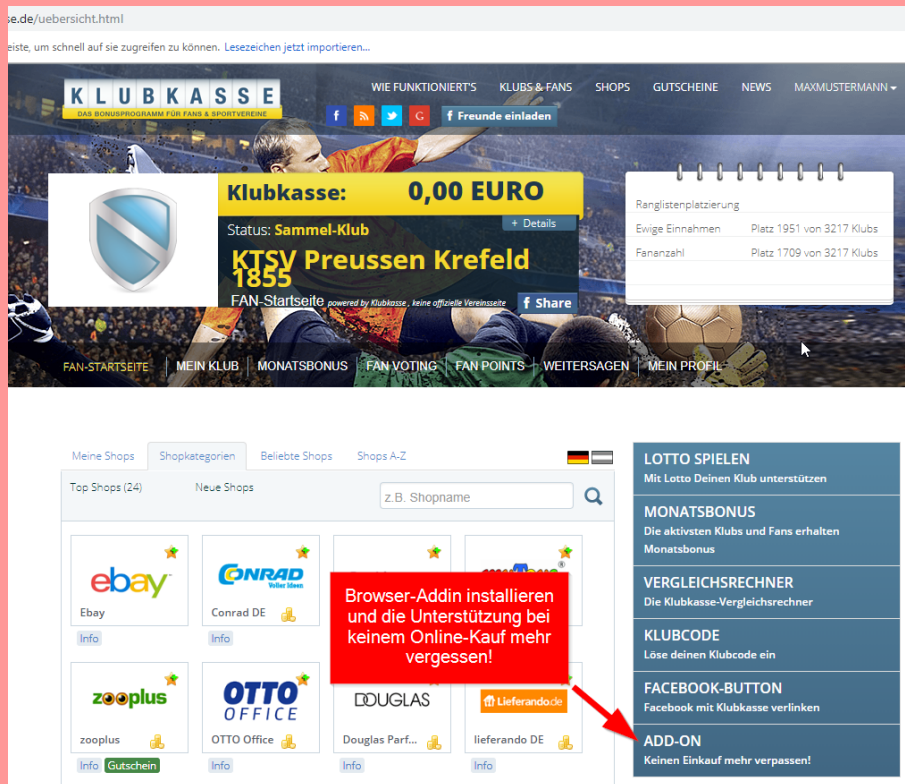 se.de/uebersicht.html
leiste, um schnell auf sie zugreifen zu können. Lesezeichen jetzt importieren...
KLUBKASSE
DAS BONUSPROGRAMM FÜR FANS & SPORTVEREINE
WIE FUNKTIONIERT'S KLUBS & FANS SHOPS GUTSCHEINE NEWS MAXMUSTERMANN
f Freunde einladen
Klubkasse: 0,00 EURO
Status: Sammel-Klub
+ Details
KTSV Preussen Krefeld
1855
FAN-Startseite powered by Klubkasse , keine offizielle Vereinsseite
f Share
Ranglistenplatzierung
Ewige Einnahmen Platz 1951 von 3217 Klubs
Fananzahl Platz 1709 von 3217 Klubs
FAN-STARTSEITE MEIN KLUB MONATSBONUS FAN VOTING FAN POINTS WEITERSAGEN MEIN PROFIL
Meine Shops Shopkategorien Beliebte Shops Shops A-Z
Top Shops (24) Neue Shops
z.B. Shopname
ebay
Ebay
Info
CONRAD
Voller Ideen
Conrad DE
Info
Browser-Addin installieren
und die Unterstützung bei
keinem Online-Kauf mehr
vergessen!
zooplus
zooplus
Info Gutschein
OTTO
OFFICE
OTTO Office
Info
DOUGLAS
Douglas Parf...
Info
Lieferando.de
lieferando DE
Info
LOTTO SPIELEN
Mit Lotto Deinen Klub unterstützen
MONATSBONUS
Die aktivsten Klubs und Fans erhalten
Monatsbonus
VERGLEICHSRECHNER
Die Klubkasse-Vergleichsrechner
KLUBCODE
Löse deinen Klubcode ein
FACEBOOK-BUTTON
Facebook mit Klubkasse verlinken
ADD-ON
Keinen Einkauf mehr verpassen!